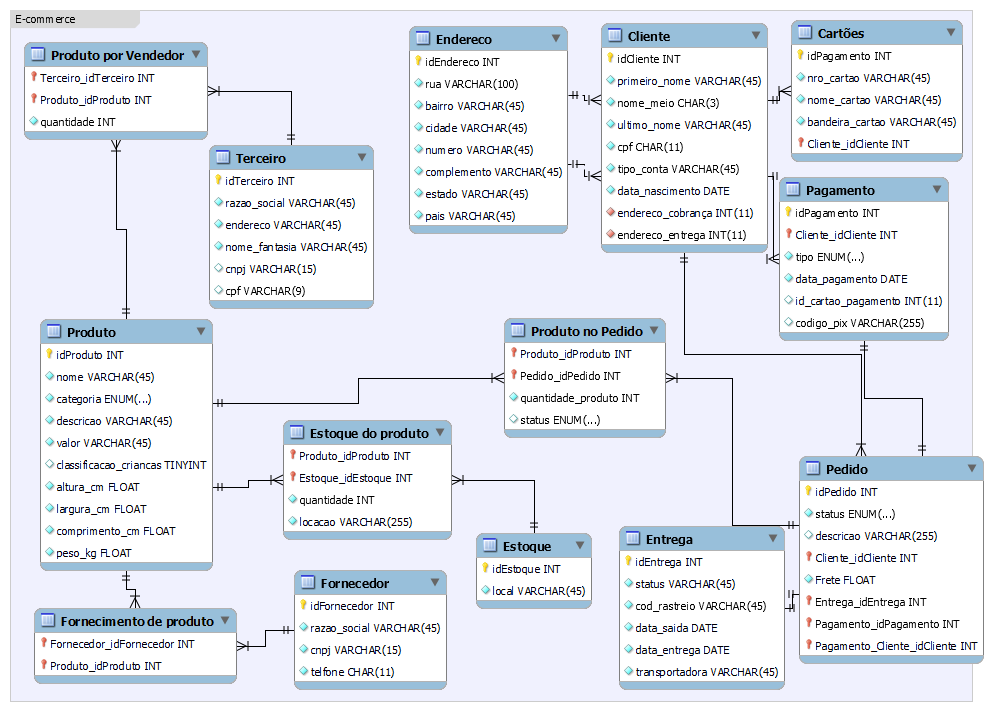 E-commerce
Produto por Vendedor
Terceiro_idTerceiro INT
Produto_idProduto INT
quantidade INT
Terceiro
idTerceiro INT
razao_social VARCHAR(45)
endereco VARCHAR(45)
nome_fantasia VARCHAR(45)
cnpj VARCHAR(15)
cpf VARCHAR(9)
Endereco
idEndereco INT
rua VARCHAR(100)
bairro VARCHAR(45)
cidade VARCHAR(45)
numero VARCHAR(45)
complemento VARCHAR(45)
estado VARCHAR(45)
pais VARCHAR(45)
Cliente
idCliente INT
primeiro_nome VARCHAR(45)
nome_meio CHAR(3)
ultimo_nome VARCHAR(45)
cpf CHAR(11)
tipo_conta VARCHAR(45)
data_nascimento DATE
endereco_cobrança INT(11)
endereco_entrega INT(11)
Cartões
idPagamento INT
nro_cartao VARCHAR(45)
nome_cartao VARCHAR(45)
bandeira_cartao VARCHAR(45)
Cliente_idCliente INT
Pagamento
idPagamento INT
Cliente_idCliente INT
tipo ENUM(...)
data_pagamento DATE
id_cartao_pagamento INT(11)
codigo_pix VARCHAR(255)
Produto
idProduto INT
nome VARCHAR(45)
categoria ENUM(...)
descricao VARCHAR(45)
valor VARCHAR(45)
classificacao_criancas TINYINT
altura_cm FLOAT
largura_cm FLOAT
comprimento_cm FLOAT
peso_kg FLOAT
Produto no Pedido
Produto_idProduto INT
Pedido_idPedido INT
quantidade_produto INT
status ENUM(...)
Estoque do produto
Produto_idProduto INT
Estoque_idEstoque INT
quantidade INT
locacao VARCHAR(255)
Estoque
idEstoque INT
local VARCHAR(45)
Pedido
idPedido INT
status ENUM(...)
descricao VARCHAR(255)
Cliente_idCliente INT
Frete FLOAT
Entrega_idEntrega INT
Pagamento_idPagamento INT
Pagamento_Cliente_idCliente INT
Entrega
idEntrega INT
status VARCHAR(45)
cod_rastreio VARCHAR(45)
data_saida DATE
data_entrega DATE
transportadora VARCHAR(45)
Fornecedor
idFornecedor INT
razao_social VARCHAR(45)
cnpj VARCHAR(15)
telfone CHAR(11)
Fornecimento de produto
Fornecedor_idFornecedor INT
Produto_idProduto INT